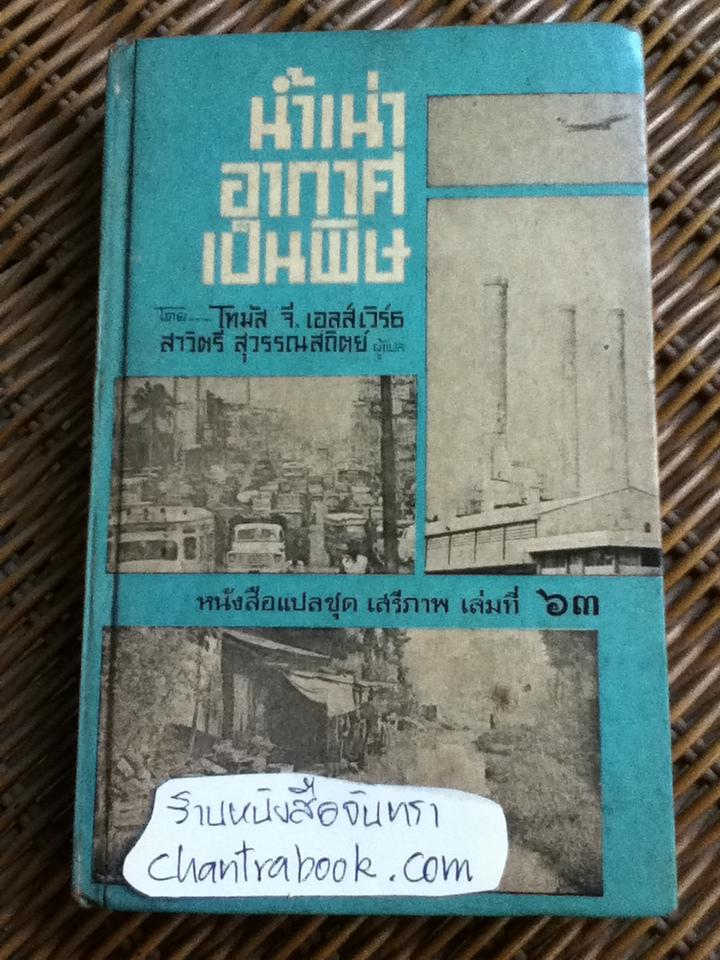 น้ำเน่า
อากาศ
เป็นพิษ
โดย โทมัส จี. เอลส์เวิร์ธ
สาวิตรี สุวรรณสถิตย์ ผู้แปล
หนังสือแปลชุด เสรีภาพ เล่มที่ ๖๓
ร้านหนังสือจันทรา
chantrabook.com